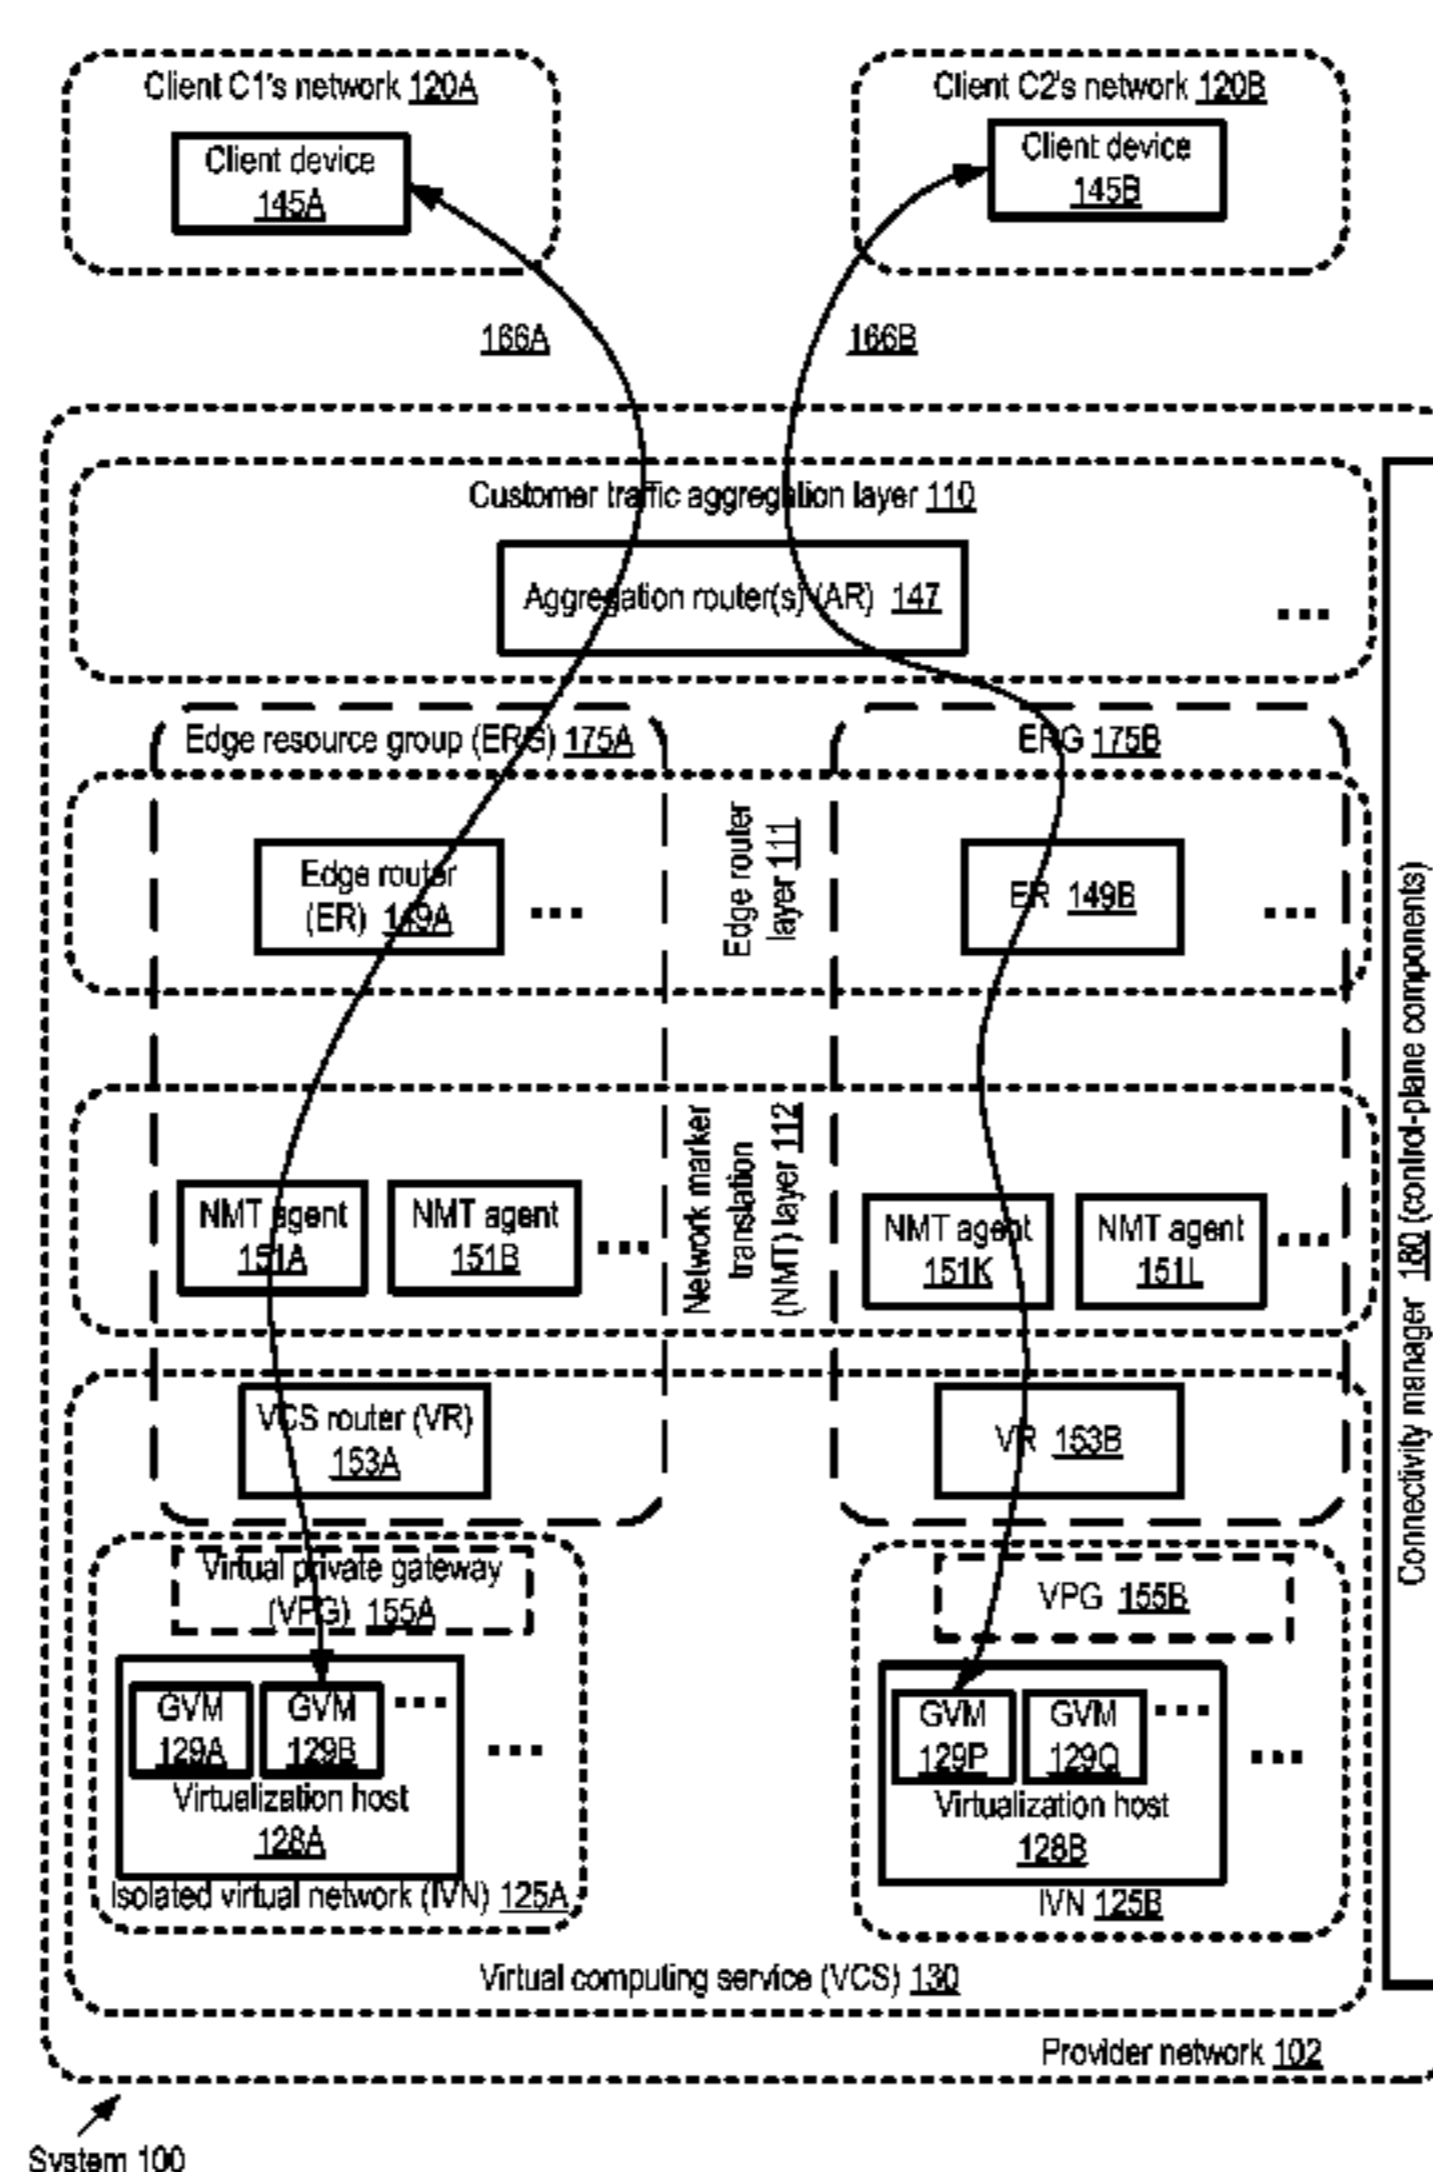 Client C1's network 120A
Client device
145A
Client C2's network 120B
Client device
145B
166A
166B
Customer traffic aggregation layer 110
Aggregation router(s) (AR) 147
...
Edge resource group (ERG) 175A
ERG 175B
Edge router
(ER) 149A
...
Edge router
layer 111
ER 149B
...
NMT agent
151A
NMT agent
151B
...
Network marker
translation
(NMT) layer 112
NMT agent
151K
NMT agent
151L
...
VCS router (VR)
153A
VR 153B
Virtual private gateway
(VPG) 155A
VPG 155B
GVM
129A
GVM
129B
...
Virtualization host
128A
...
Isolated virtual network (IVN) 125A
GVM
129P
GVM
129Q
...
Virtualization host
128B
...
IVN 125B
Virtual computing service (VCS) 130
Connectivity manager 180 (control-plane components)
Provider network 102
System 100